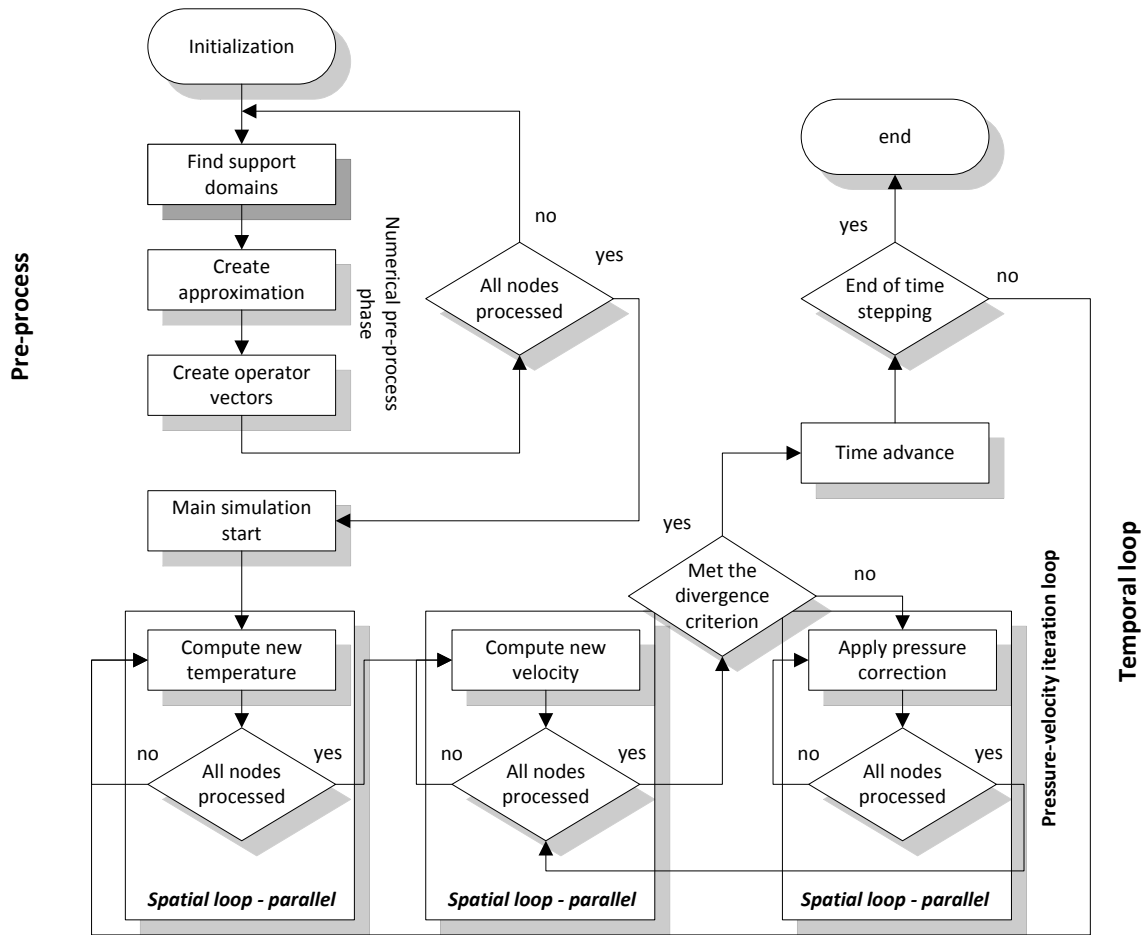 Initialization
Find support
domains
Create
approximation
Create operator
vectors
Numerical pre-process
phase
no
yes
All nodes
processed
Pre-process
end
yes
End of time
stepping
no
Time advance
Main simulation
start
yes
Met the
divergence
criterion
no
Compute new
temperature
no
yes
All nodes
processed
Spatial loop - parallel
Compute new
velocity
no
yes
All nodes
processed
Spatial loop - parallel
Apply pressure
correction
no
yes
All nodes
processed
Spatial loop - parallel
Pressure-velocity iteration loop
Temporal loop